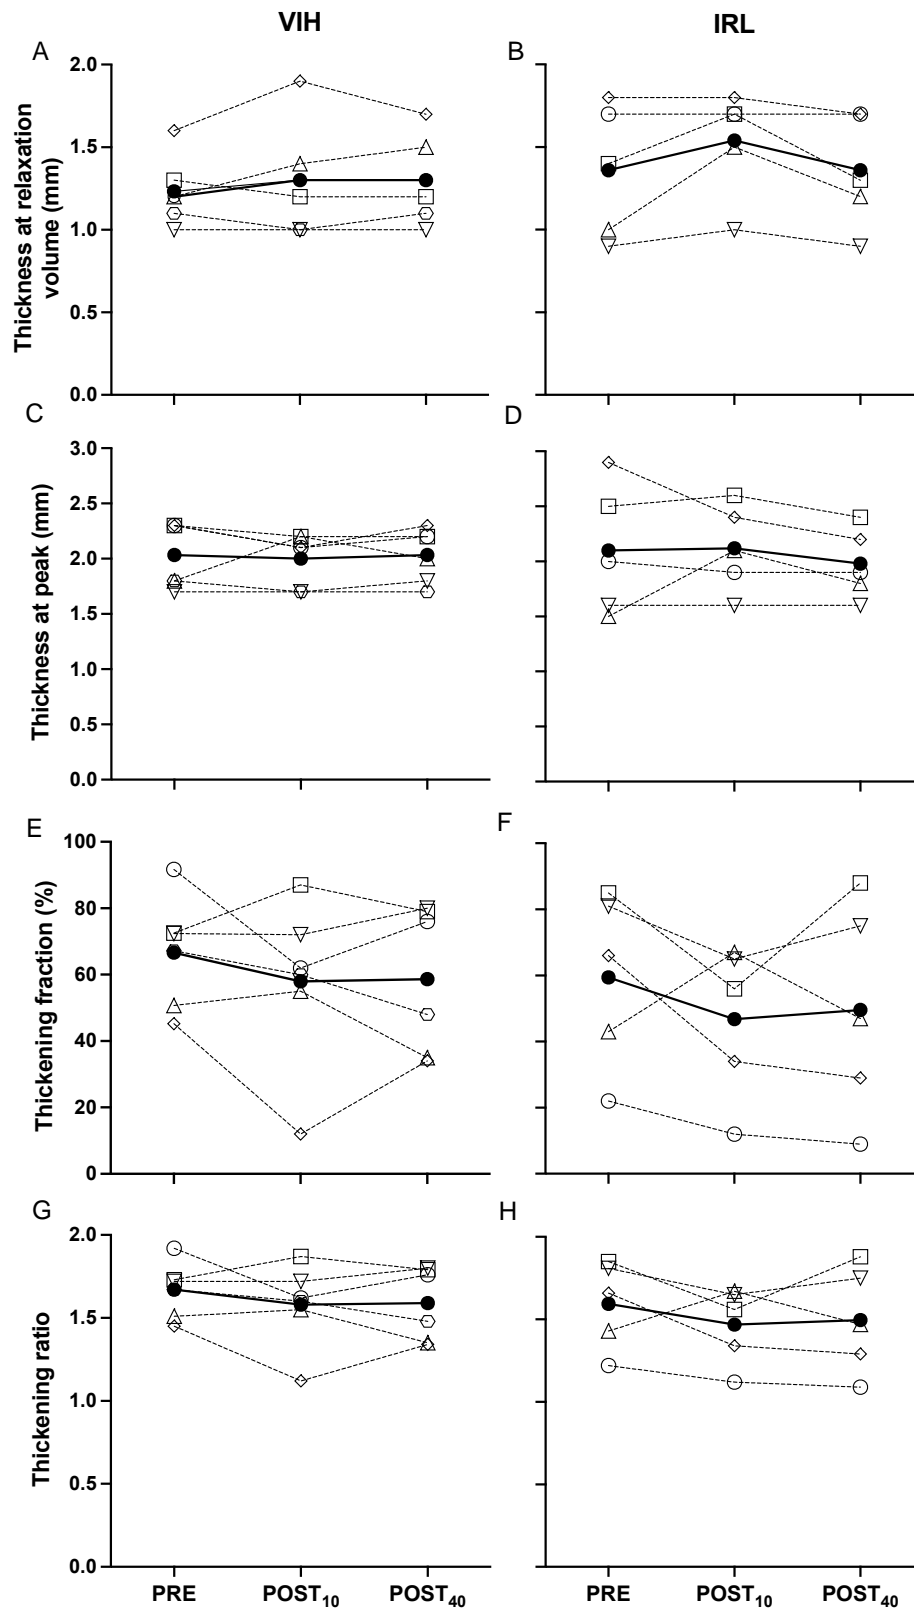 VIH
IRL
A
B
Thickness at relaxation
volume (mm)
2.0
1.5
1.0
0.5
0.0
C
D
Thickness at peak (mm)
3.0
2.5
2.0
1.5
1.0
0.5
0.0
E
F
Thickening fraction (%)
100
80
60
40
20
0
G
H
Thickening ratio
2.0
1.5
1.0
0.5
0.0
PRE POST10 POST40
PRE POST10 POST40